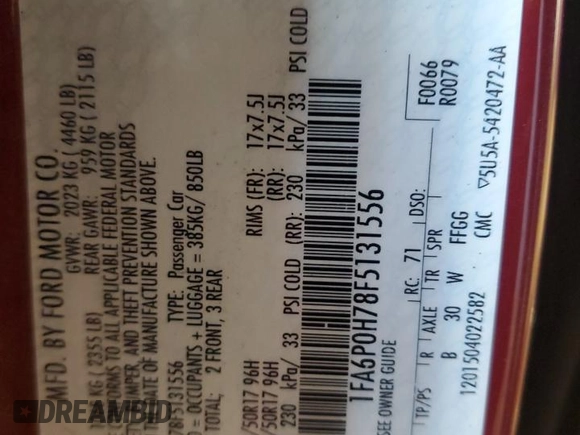 MFD. BY FORD MOTOR CO.
GVWR: 2023 KG / 4460 LB)
KG ( 2355 LB) REAR GAWR: 959 KG ( 2115 LB)
TO ALL APPLICABLE FEDERAL MOTOR
AND THEFT PREVENTION STANDARDS
OF MANUFACTURE SHOWN ABOVE.
TYPE: Passenger Car
= OCCUPANTS + LUGGAGE = 385KG/ 850LB
TOTAL; 2 FRONT, 3 REAR
/50R17 96H RIMS (FR): 17x7.5J
/50R17 96H (RR): 17x7.5J
230 kPa/ 33 PSI COLD (RR): 230 kPa/ 33 PSI COLD
1FA6P0H78F5131556
SEE OWNER GUIDE
F0066
R0079
RC: 71 DSO:
TP/PS R AXLE TR SPR
B 30 W FFGG
1201504022582 CMC ▽5U5A-5420472-AA
DREAMBID